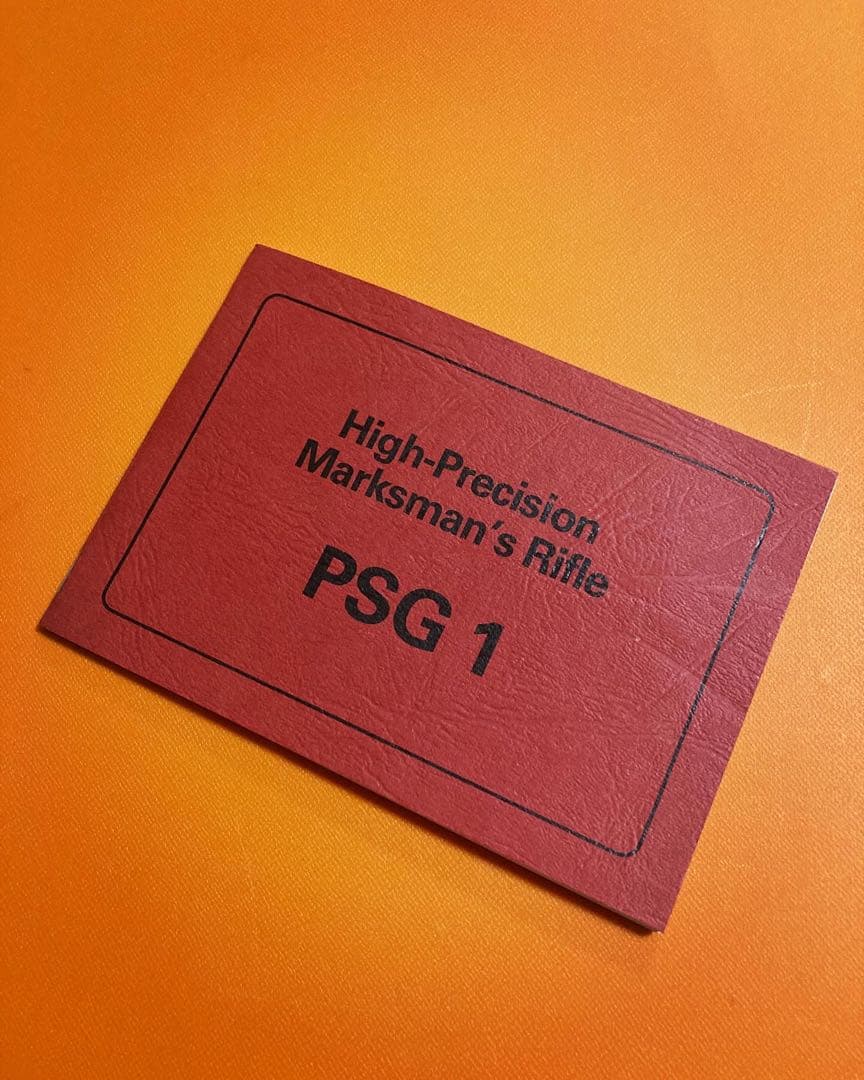 High-Precision
Marksman's Rifle
PSG 1